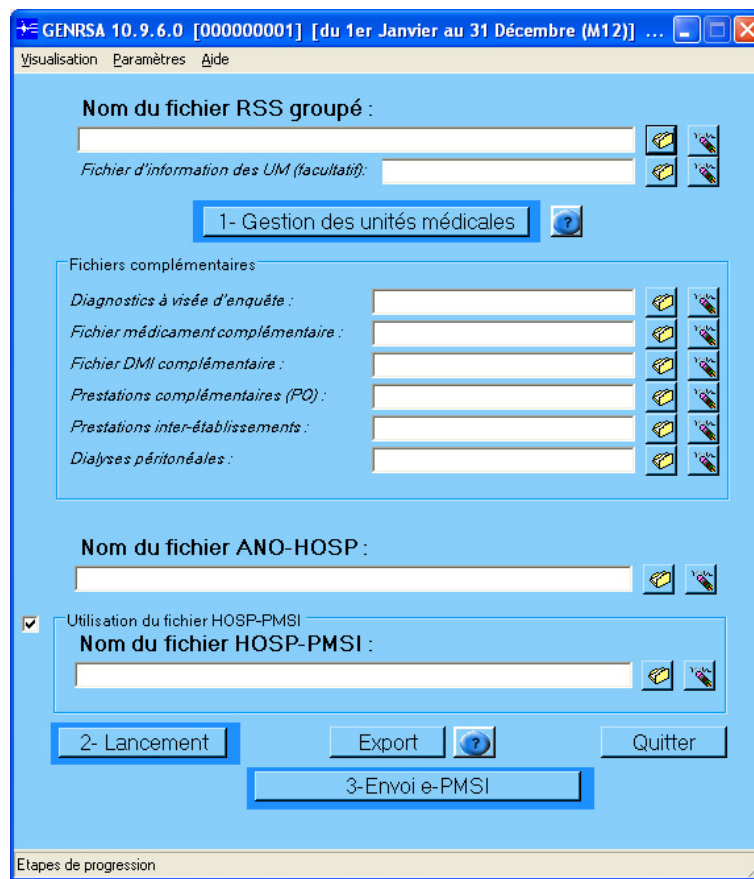 GENRSA 10.9.6.0 [000000001] [du 1er Janvier au 31 Décembre (M12)] ...
Visualisation Paramètres Aide
Nom du fichier RSS groupé :
Fichier d'information des UM (facultatif):
1- Gestion des unités médicales ?
Fichiers complémentaires
Diagnostics à visée d'enquête :
Fichier médicament complémentaire :
Fichier DMI complémentaire :
Prestations complémentaires (PO) :
Prestations inter-établissements :
Dialyses péritonéales :
Nom du fichier ANO-HOSP :
Utilisation du fichier HOSP-PMSI
Nom du fichier HOSP-PMSI :
2- Lancement Export ? Quitter
3-Envoi e-PMSI
Etapes de progression